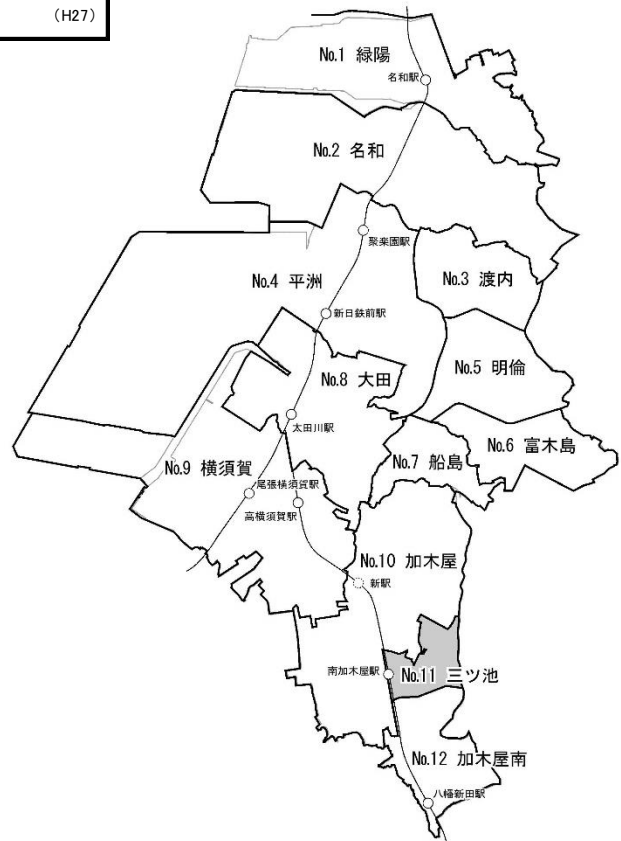 (H27)
No.1 緑陽
名和駅
No.2 名和
聚楽園駅
No.3 渡内
No.4 平洲
新日鉄前駅
No.5 明倫
No.8 大田
太田川駅
No.6 富木島
No.7 船島
No.9 横須賀
尾張横須賀駅
高横須賀駅
No.10 加木屋
新駅
南加木屋駅
No.11 三ツ池
No.12 加木屋南
八幡新田駅